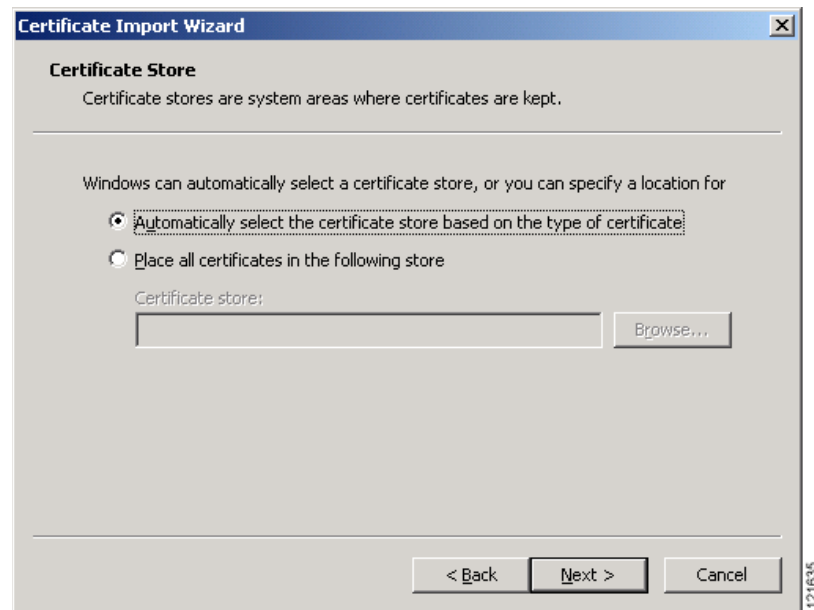 Certificate Import Wizard
Certificate Store
Certificate stores are system areas where certificates are kept.
Windows can automatically select a certificate store, or you can specify a location for
Automatically select the certificate store based on the type of certificate
Place all certificates in the following store
Certificate store:
Browse...
< Back
Next >
Cancel
121635